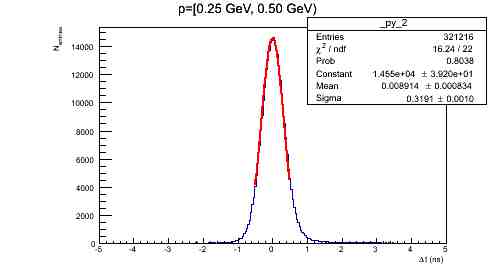 p=[0.25 GeV, 0.50 GeV)
_py_2
Entries 321216
χ² / ndf 16.24 / 22
Prob 0.8038
Constant 1.455e+04 ± 3.920e+01
Mean 0.008914 ± 0.000834
Sigma 0.3191 ± 0.0010
N entries
14000
12000
10000
8000
6000
4000
2000
0
-5 -4 -3 -2 -1 0 1 2 3 4 5
Δt (ns)